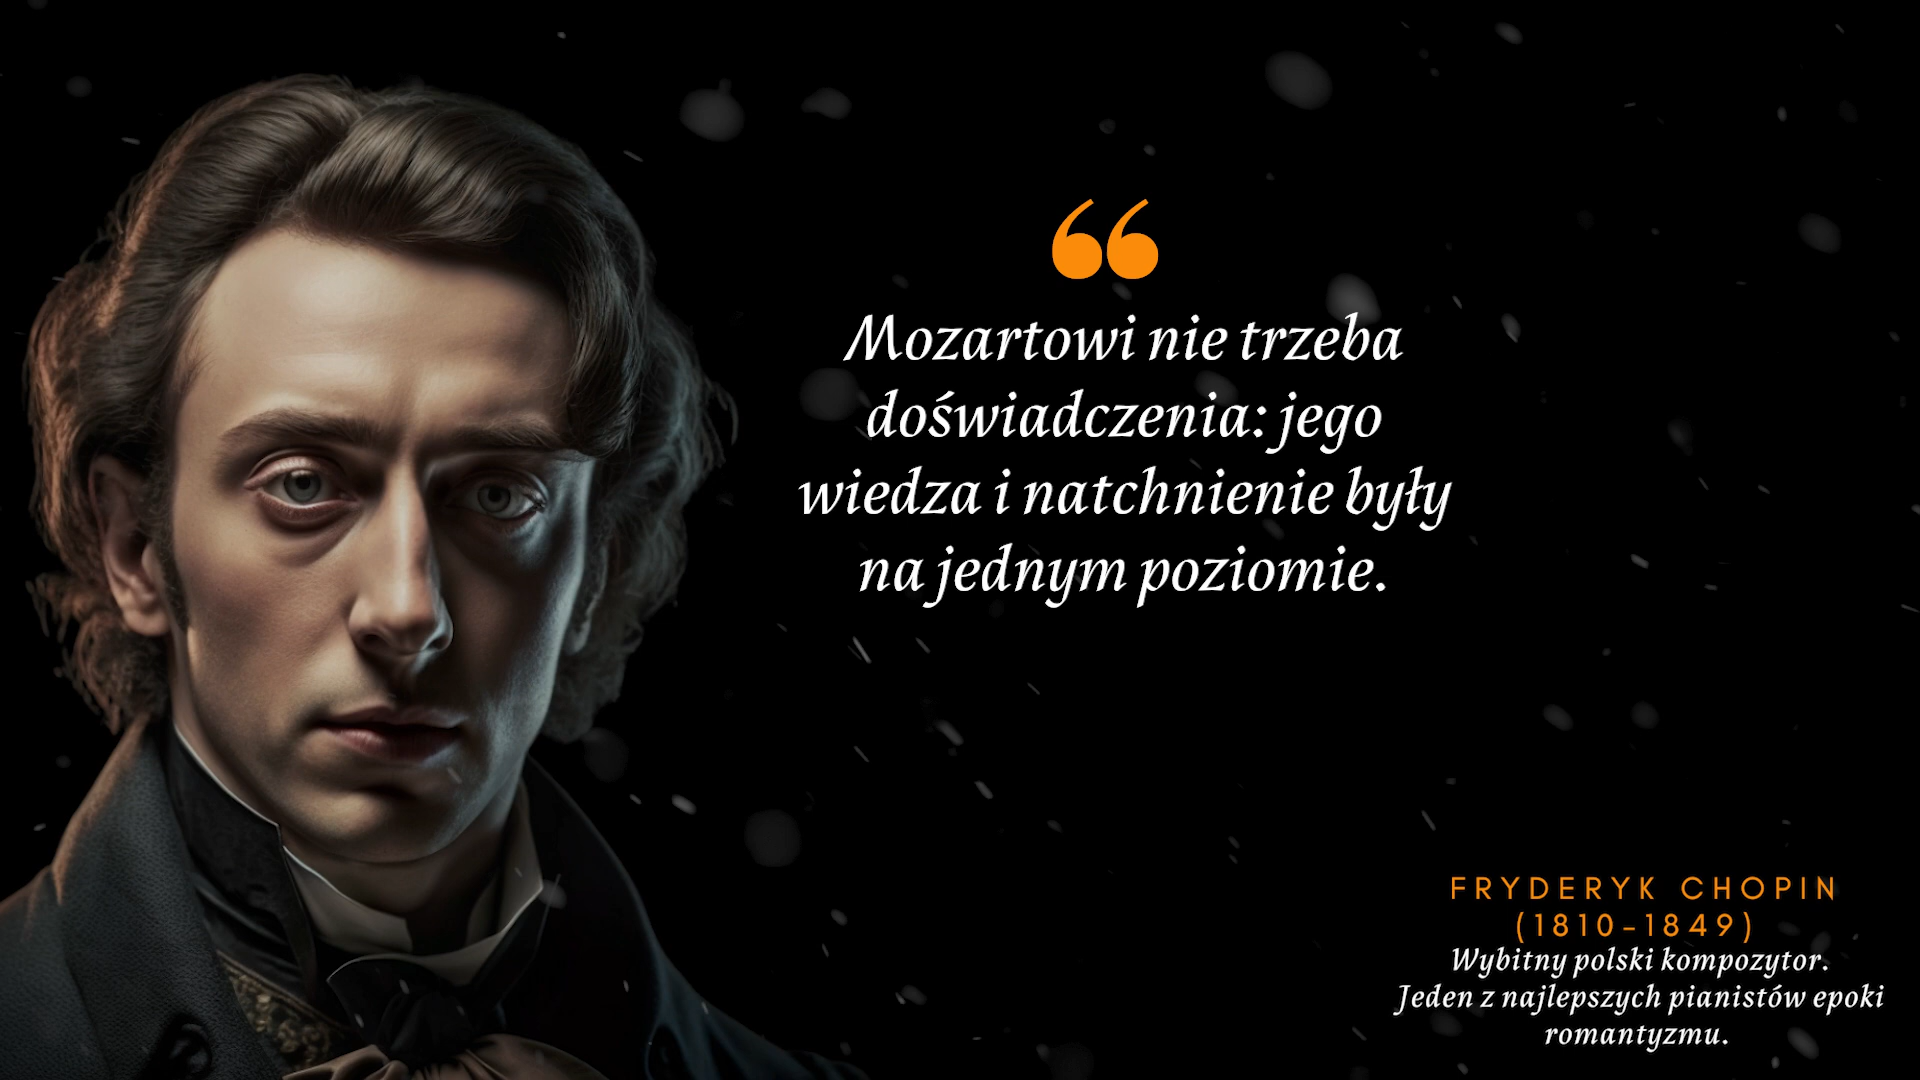 Mozartowi nie trzeba
doświadczenia: jego
wiedza i natchnienie były
na jednym poziomie.
FRYDERYK CHOPIN
(1810-1849)
Wybitny polski kompozytor.
Jeden z najlepszych pianistów epoki
romantyzmu.